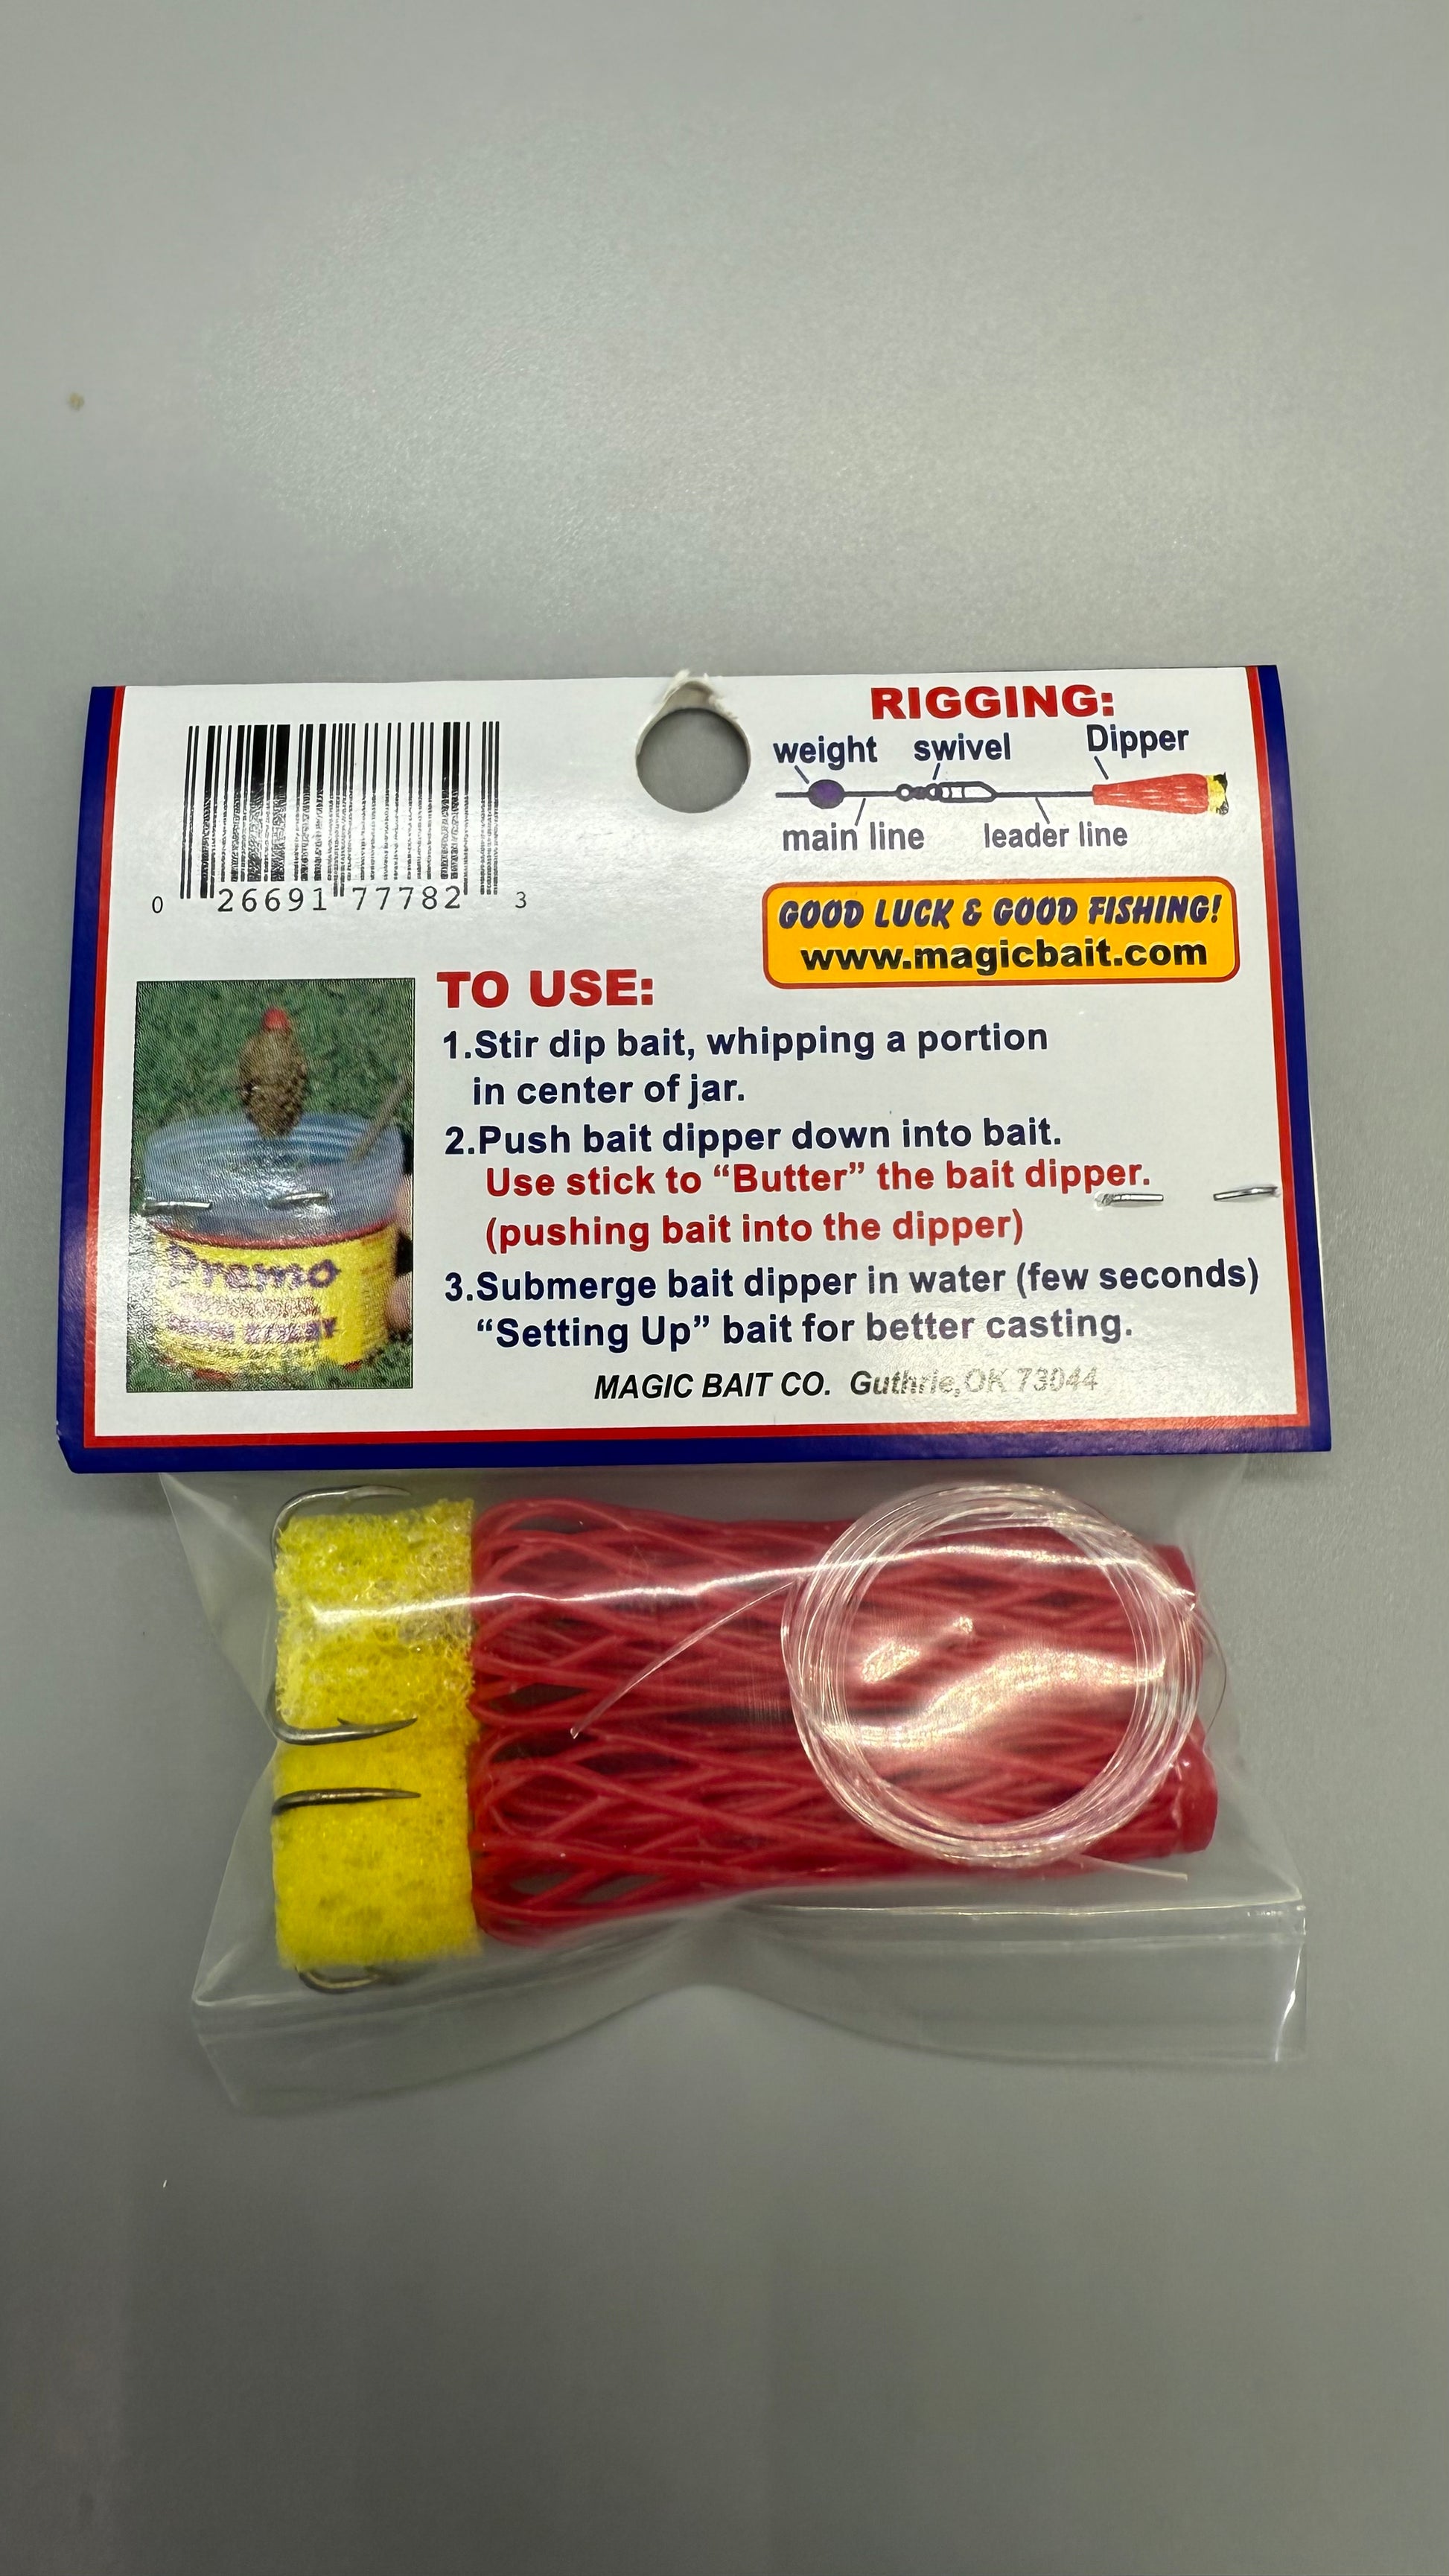 0 26691 77782 3
RIGGING:
weight swivel Dipper
main line leader line
GOOD LUCK & GOOD FISHING!
www.magicbait.com
TO USE:
1.Stir dip bait, whipping a portion
in center of jar.
2.Push bait dipper down into bait.
Use stick to “Butter” the bait dipper.
(pushing bait into the dipper)
3.Submerge bait dipper in water (few seconds)
“Setting Up” bait for better casting.
MAGIC BAIT CO. Guthrie,OK 73044
Premo